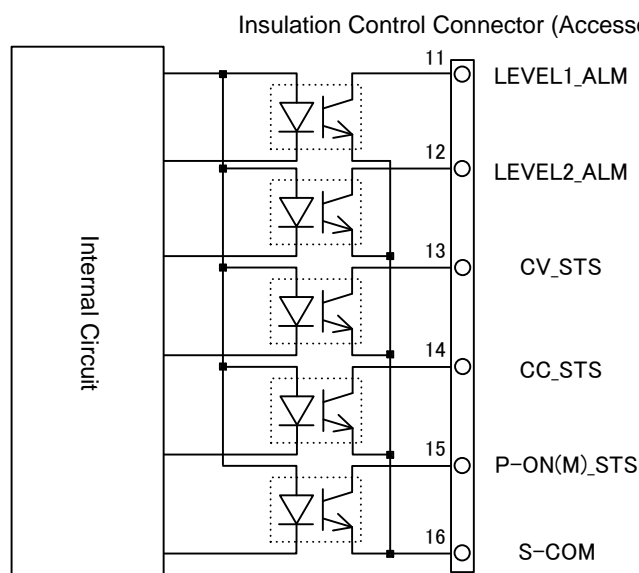 Insulation Control Connector (Accesso
11
LEVEL1_ALM
12
LEVEL2_ALM
13
CV_STS
14
CC_STS
15
P-ON(M)_STS
16
S-COM
Internal Circuit